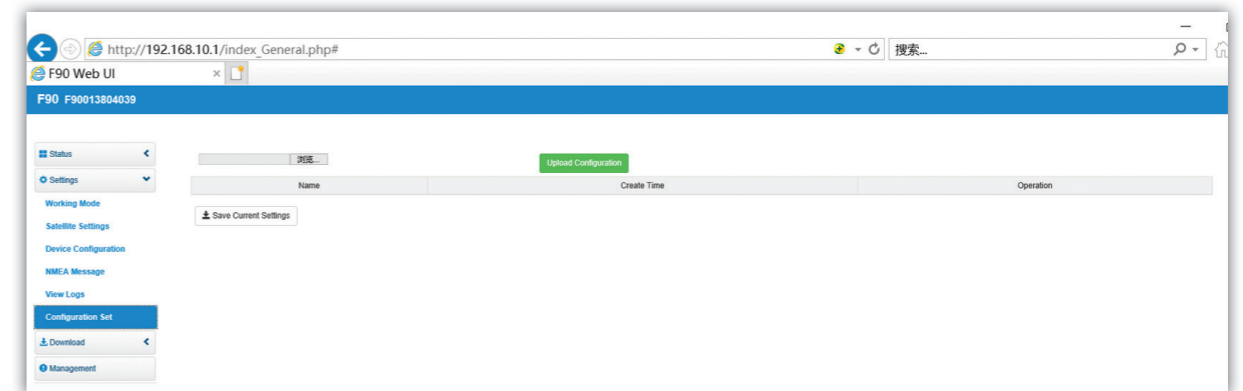 http://192.168.10.1/index_General.php#
搜索...
F90 Web UI
F90 F90013804039
Status
浏览...
Upload Configuration
Settings
Name Create Time Operation
Working Mode
Save Current Settings
Satellite Settings
Device Configuration
NMEA Message
View Logs
Configuration Set
Download
Management